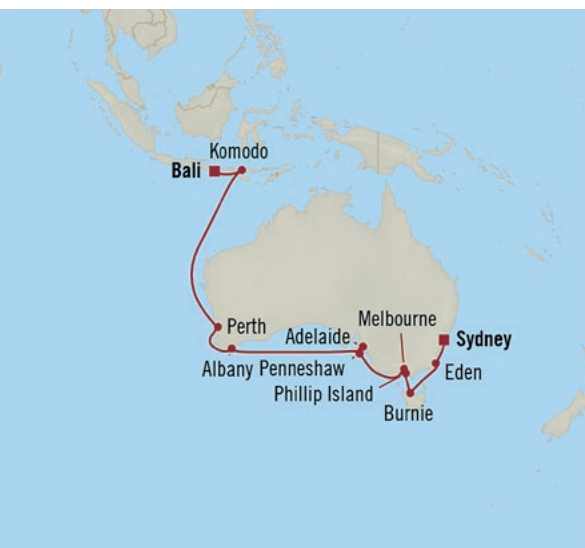 Komodo
Bali
Perth
Melbourne
Adelaide
Sydney
Albany Penneshaw
Eden
Phillip Island
Burnie